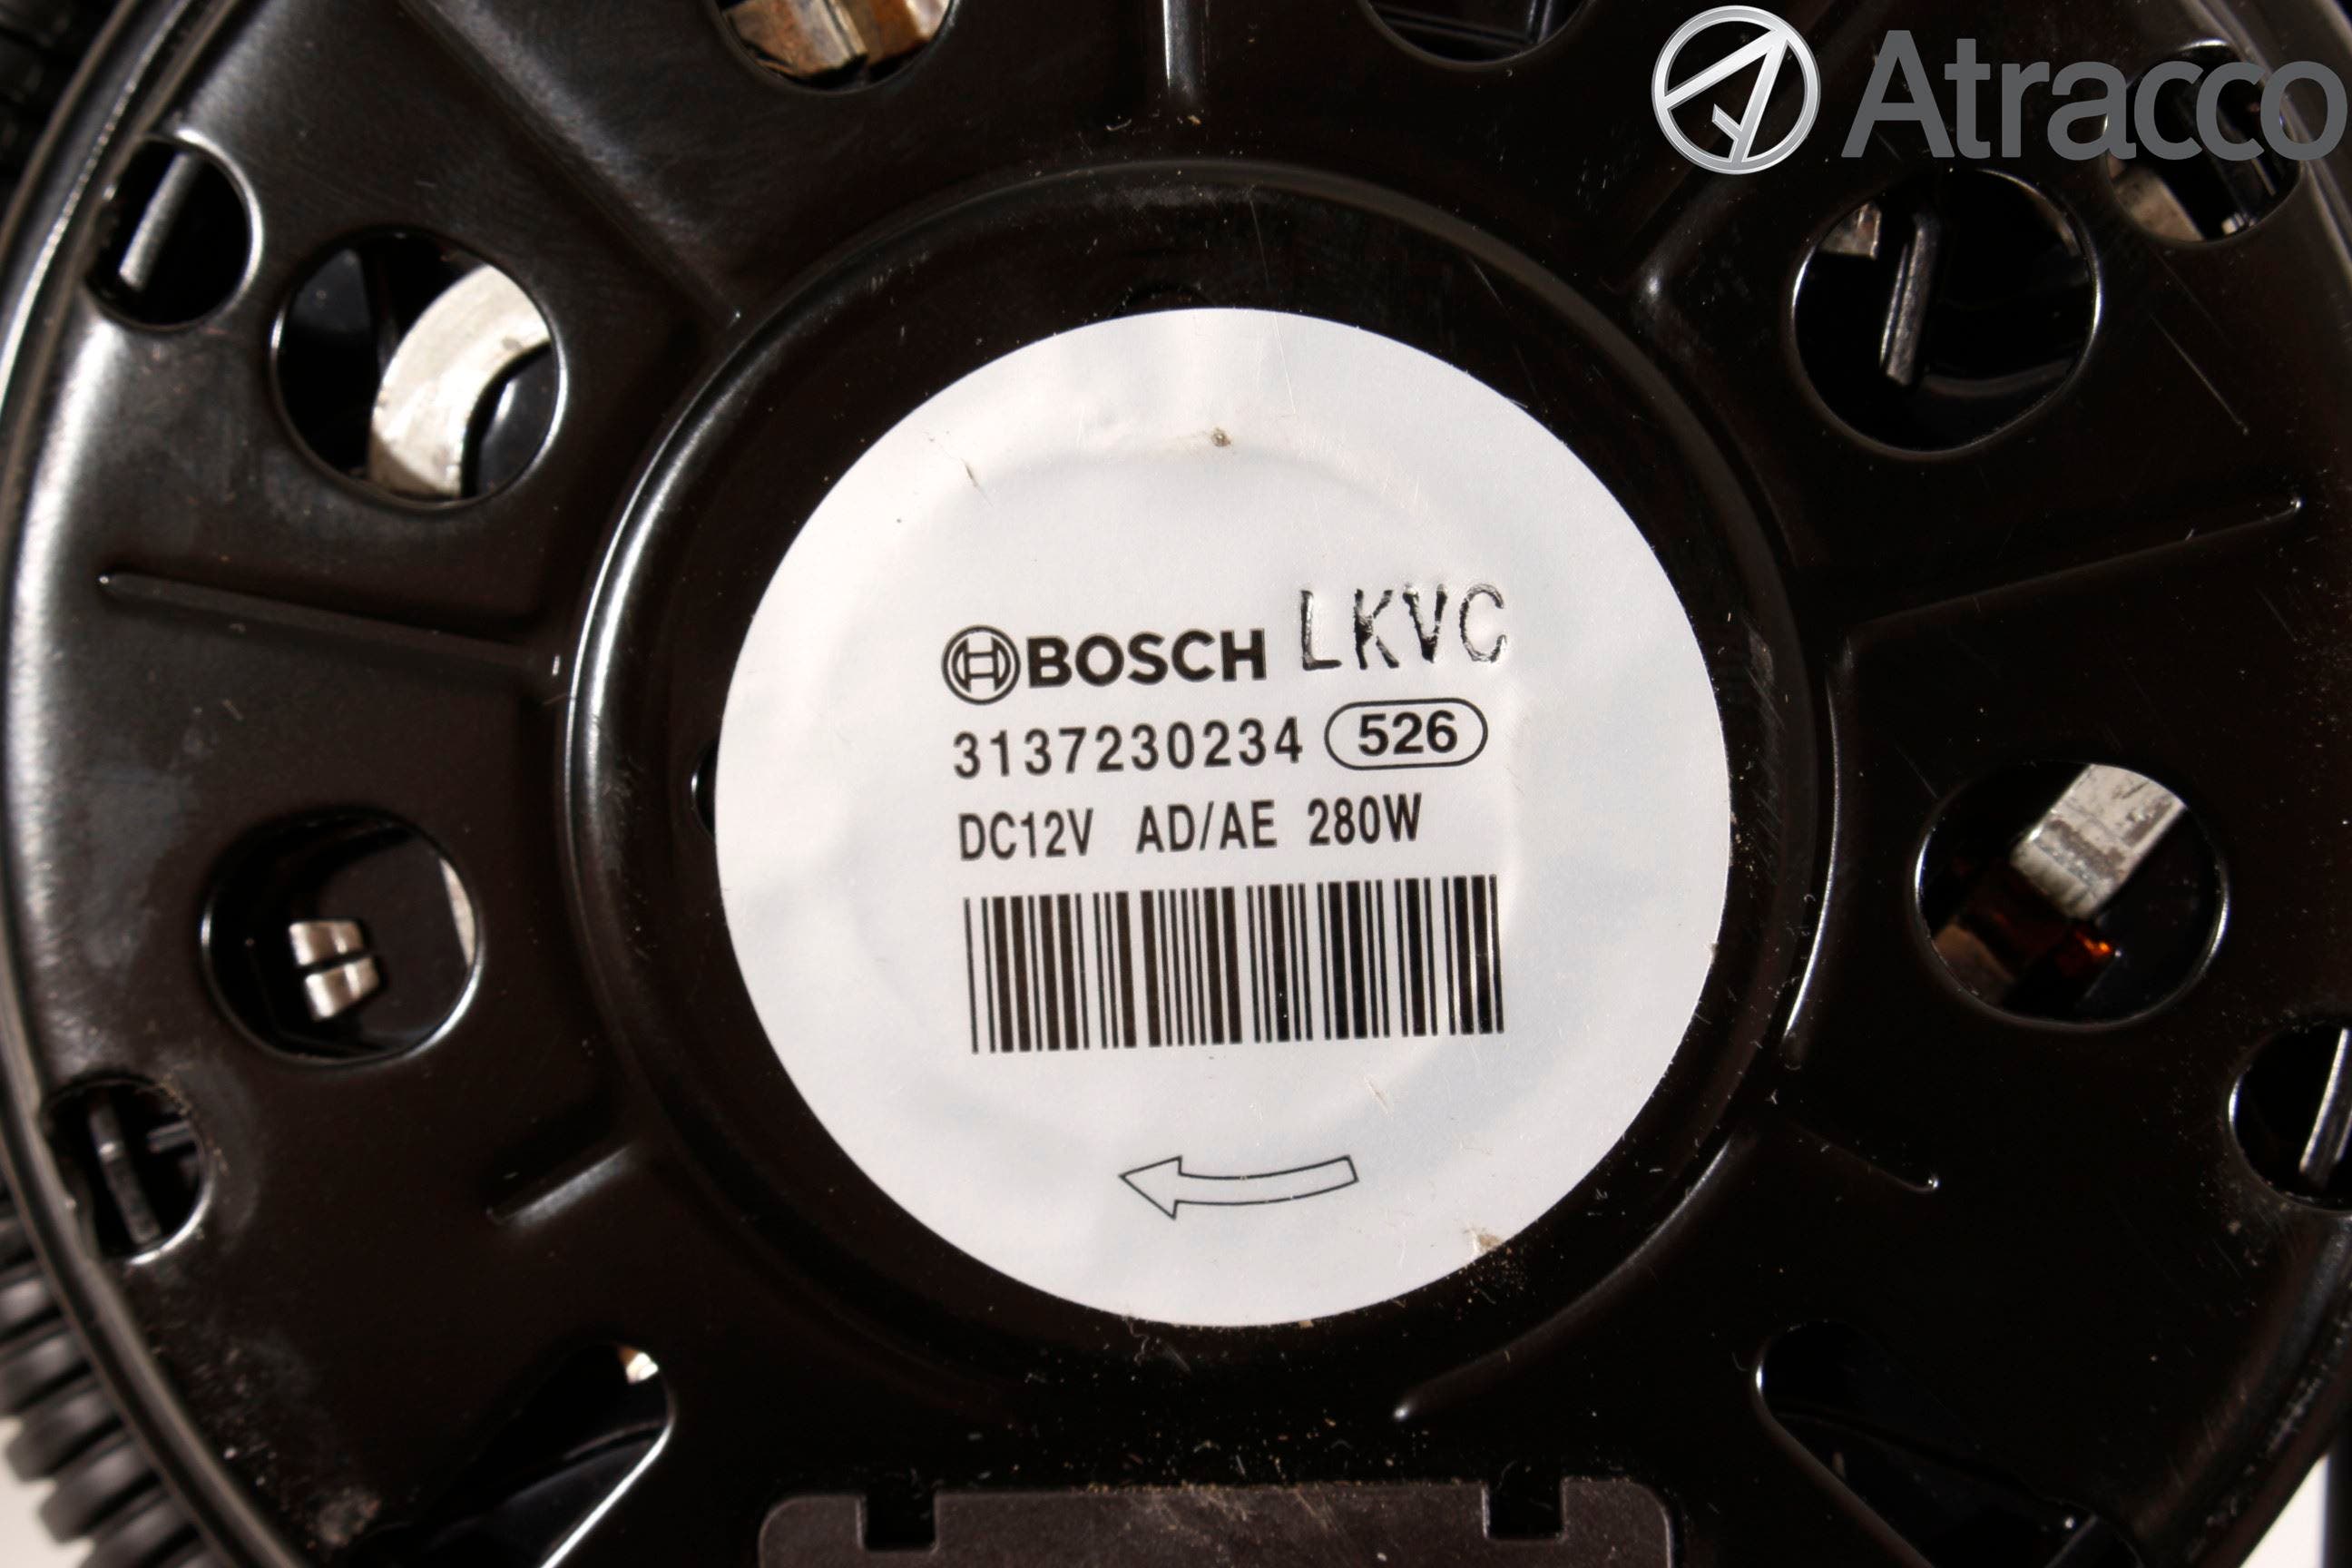 Atracco
BOSCH LKVC
3137230234 526
DC12V AD/AE 280W